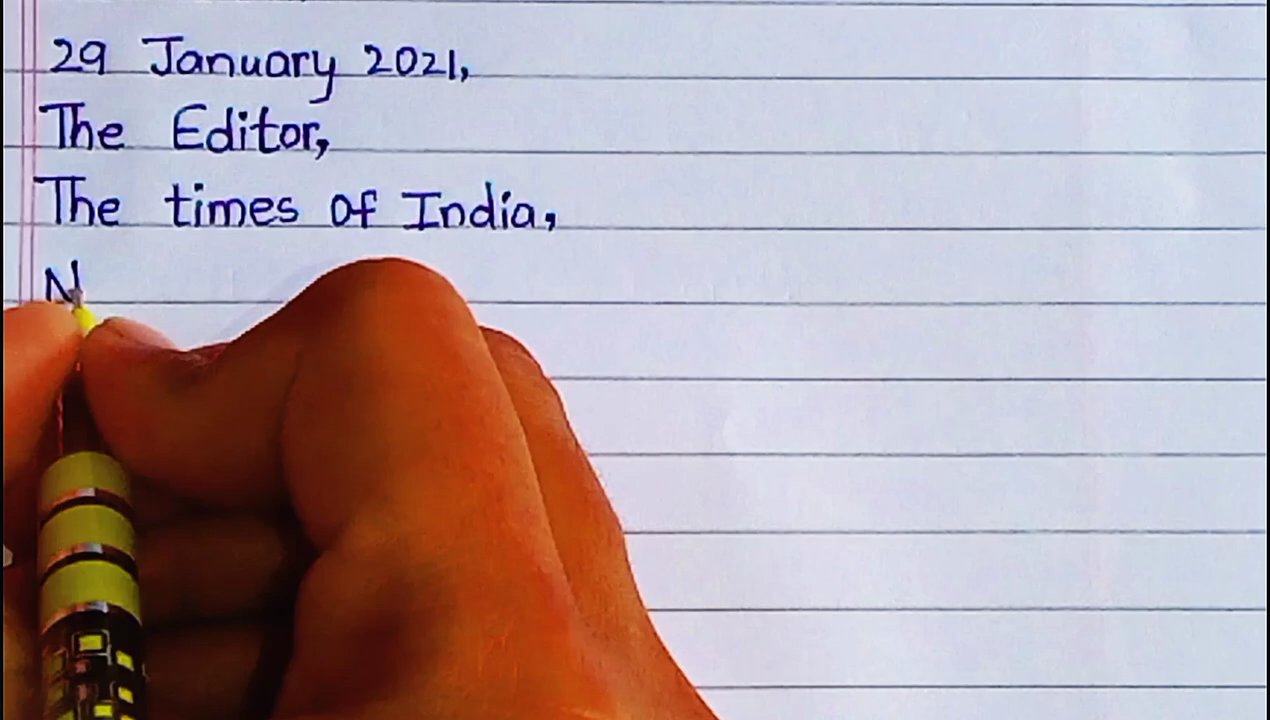 29 January 2021,
The Editor,
The times of India,
N